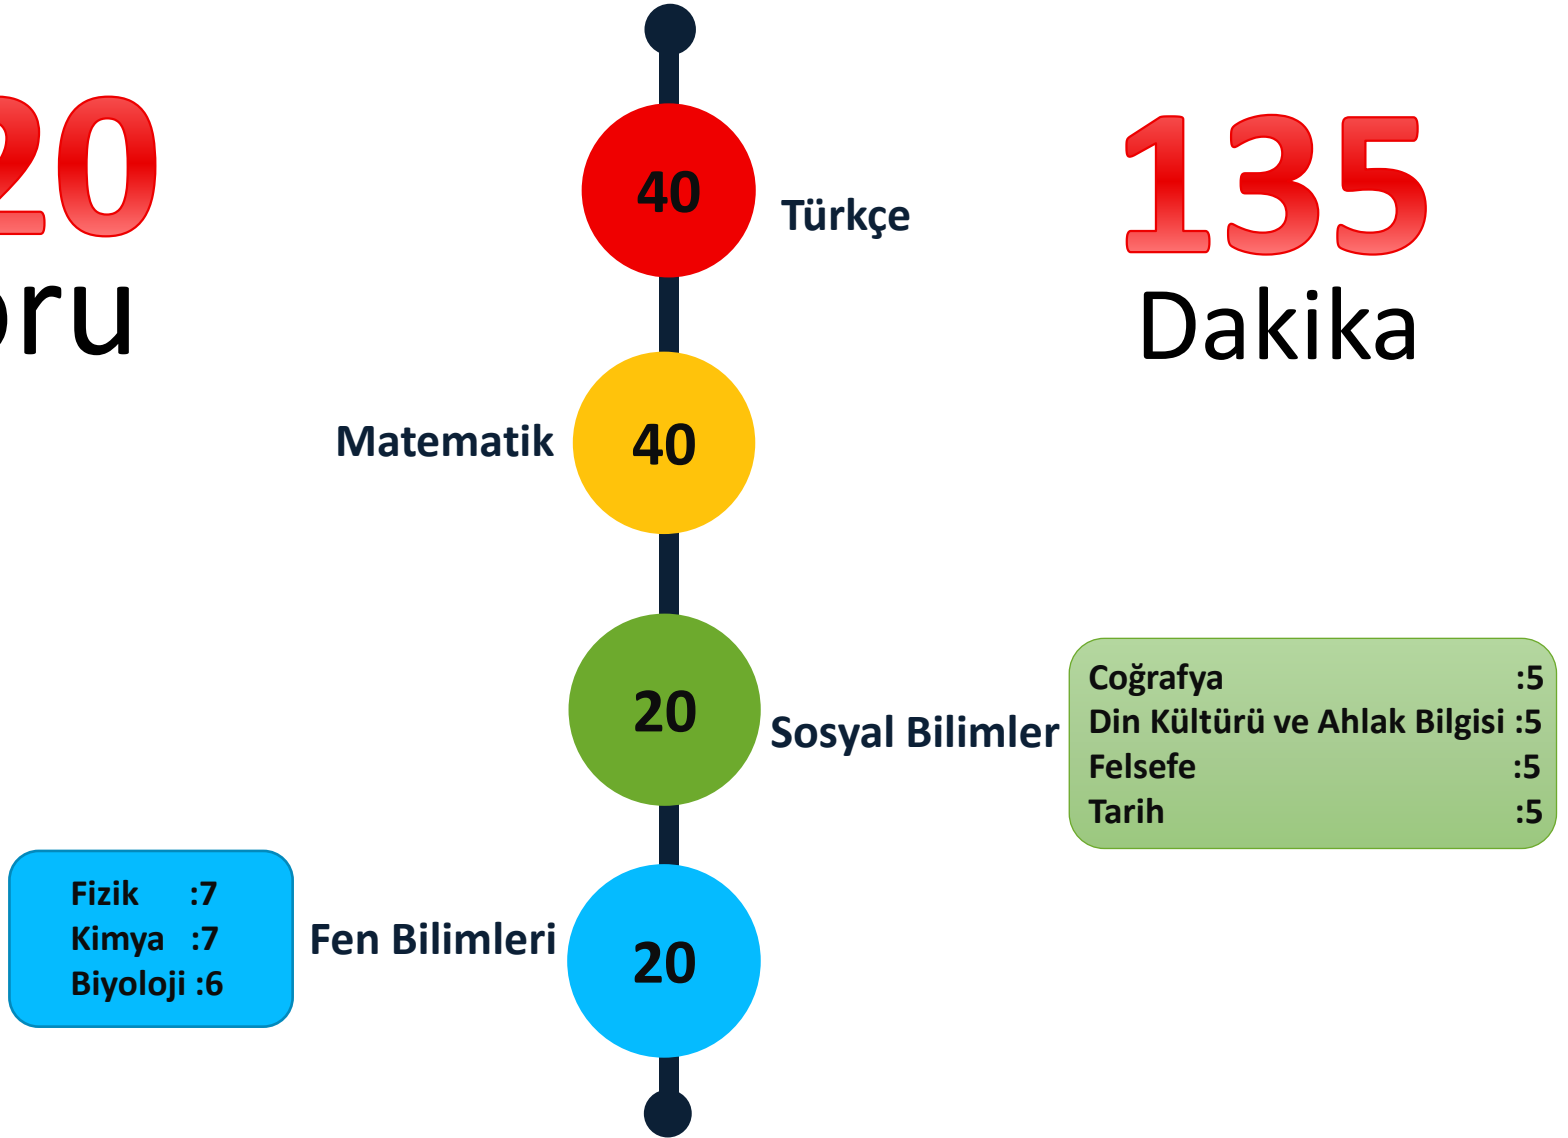 20
40
135
Türkçe
Dakika
Matematik
40
20
Sosyal Bilimler
Coğrafya :5
Din Kültürü ve Ahlak Bilgisi :5
Felsefe :5
Tarih :5
Fizik :7
Kimya :7
Biyoloji :6
Fen Bilimleri
20